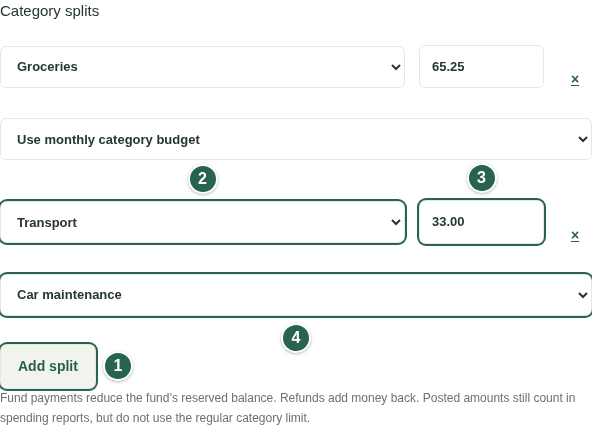 Category splits
Groceries 65.25 ×
Use monthly category budget
2 3
Transport 33.00 ×
Car maintenance
4
Add split 1
Fund payments reduce the fund’s reserved balance. Refunds add money back. Posted amounts still count in
spending reports, but do not use the regular category limit.